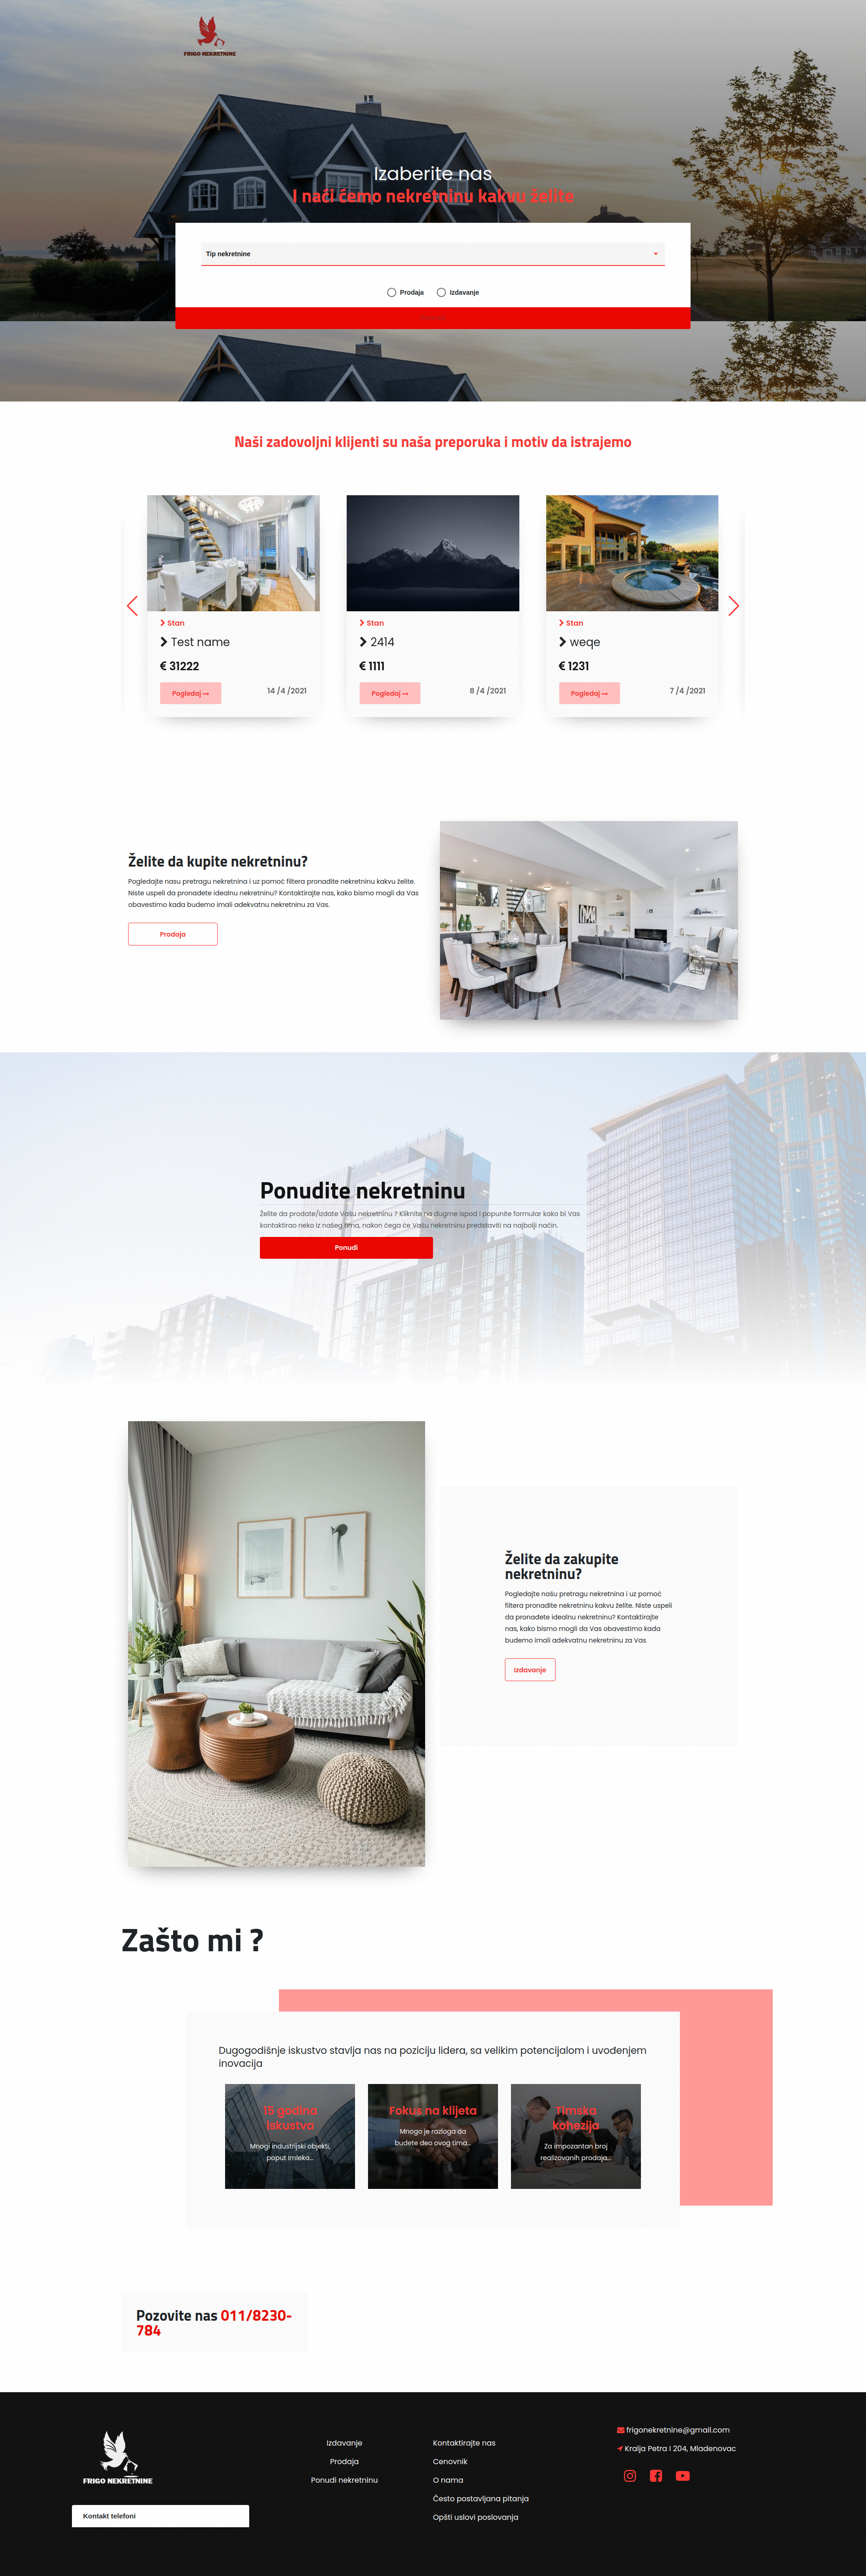 FRIGO NEKRETNINE
Izaberite nas
I naći ćemo nekretninu kakvu želite
Tip nekretnine
Prodaja
Izdavanje
Naši zadovoljni klijenti su naša preporuka i motiv da istrajemo
Stan
Test name
€ 31222
Pogledaj
14 /4 /2021
Stan
2414
€ 1111
Pogledaj
8 /4 /2021
Stan
weqe
€ 1231
Pogledaj
7 /4 /2021
Želite da kupite nekretninu?
Pogledajte nasu pretragu nekretnina i uz pomoć filtera pronadite nekretninu kakvu želite.
Niste uspeli da pronadete idealnu nekretninu? Kontaktirajte nas, kako bismo mogli da Vas
obavestimo kada budemo imali adekvatnu nekretninu za Vas.
Prodaja
Ponudite nekretninu
Želite da prodate/izdate Vašu nekretninu ? Kliknite na dugme ispod i popunite formular kako bi Vas
kontaktirao neko iz našeg tima, nakon čega će Vašu nekretninu predstaviti na najbolji način.
Ponudi
Želite da zakupite
nekretninu?
Pogledajte našu pretragu nekretnina i uz pomoć
filtera pronadite nekretninu kakvu želite. Niste uspeli
da pronadete idealnu nekretninu? Kontaktirajte
nas, kako bismo mogli da Vas obavestimo kada
budemo imali adekvatnu nekretninu za Vas
Izdavanje
Zašto mi ?
Dugogodišnje iskustvo stavlja nas na poziciju lidera, sa velikim potencijalom i uvođenjem
inovacija
15 godina
iskustva
Mnogi industrijski objekti,
poput Imleka...
Fokus na klijeta
Mnogo je razloga da
budete deo ovog tima...
Timska
kohezija
Za impozantan broj
realizovanih prodaja...
Pozovite nas 011/8230-
784
FRIGO NEKRETNINE
Kontakt telefoni
Izdavanje
Prodaja
Ponudi nekretninu
Kontaktirajte nas
Cenovnik
O nama
Često postavljana pitanja
Opšti uslovi poslovanja
frigonekretnine@gmail.com
Kralja Petra I 204, Mladenovac